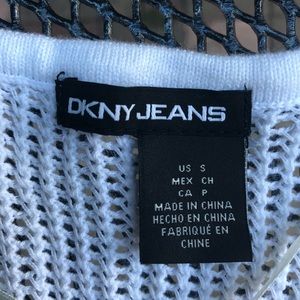 DKNY JEANS
US S
MEX CH
CA P
MADE IN CHINA
HECHO EN CHINA
FABRIQUÉ EN
CHINE